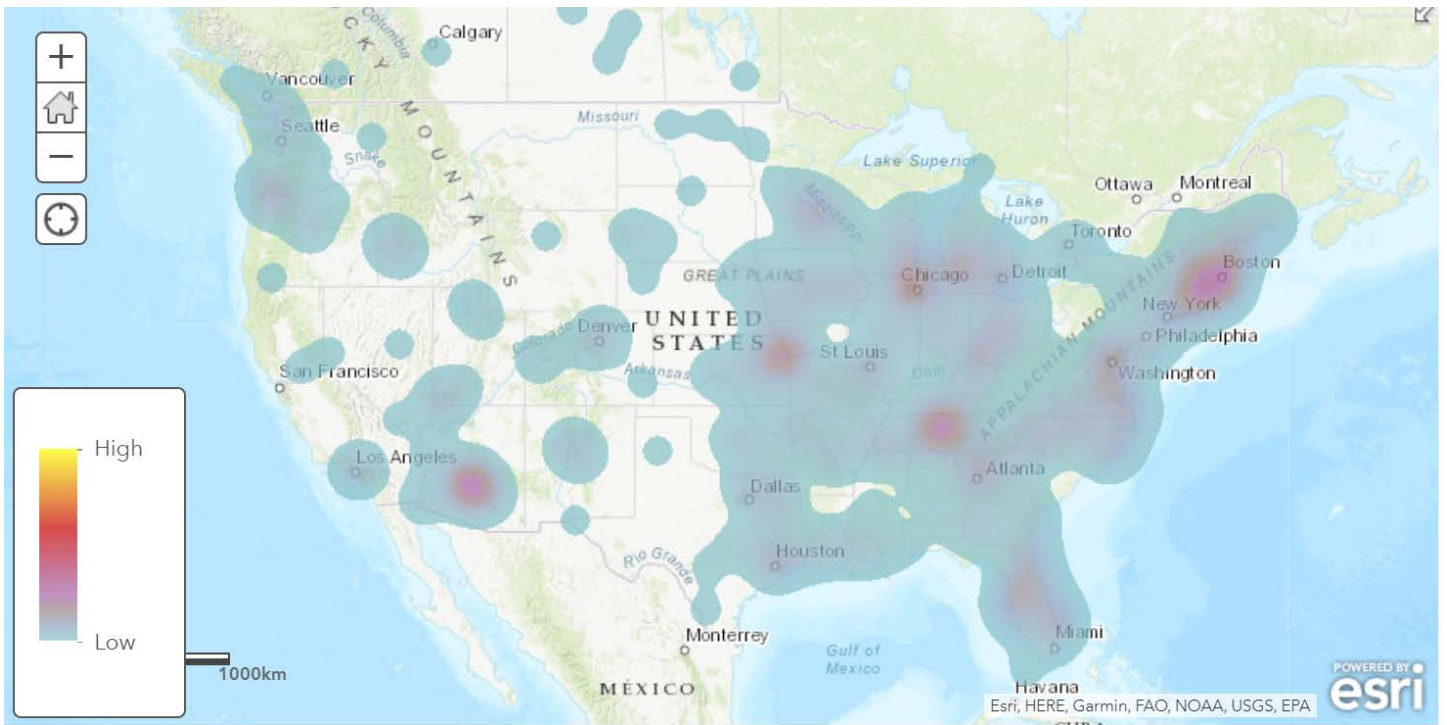 Columbia
CKY MOUNTAINS
Calgary
Vancouver
Seattle
Snake
Missouri
Lake Superior
Ottawa
Montreal
Lake
Huron
Toronto
Mississippi
GREAT PLAINS
Chicago
Detroit
Boston
New York
Philadelphia
UNITED
STATES
Colorado
Denver
St Louis
Ohio
APPALACHIAN MOUNTAINS
Washington
Arkansas
San Francisco
Los Angeles
Atlanta
Dallas
Houston
Rio Grande
Monterrey
Miami
Gulf of
Mexico
MÉXICO
Havana
High
Low
1000km
Esri, HERE, Garmin, FAO, NOAA, USGS, EPA
POWERED BY
esri